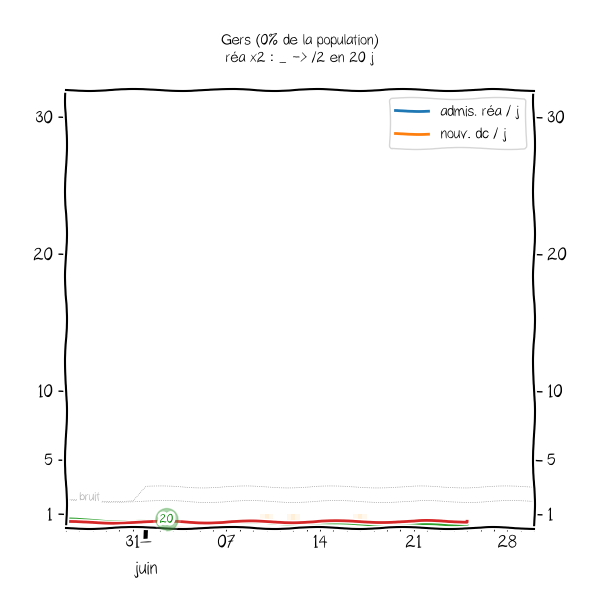 Gers (0% de la population)
réa x2 : _ -> /2 en 20 j
admis. réa / j
nouv. dc / j
30
30
20
20
10
10
5
5
bruit
1
20
1
31
07
14
21
28
juin